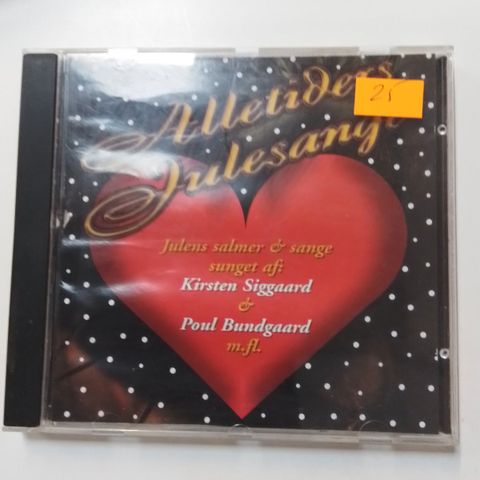 Alletiders
Julesange
25
Julens salmer & sange
sunget af:
Kirsten Siggaard
&
Poul Bundgaard
m.fl.